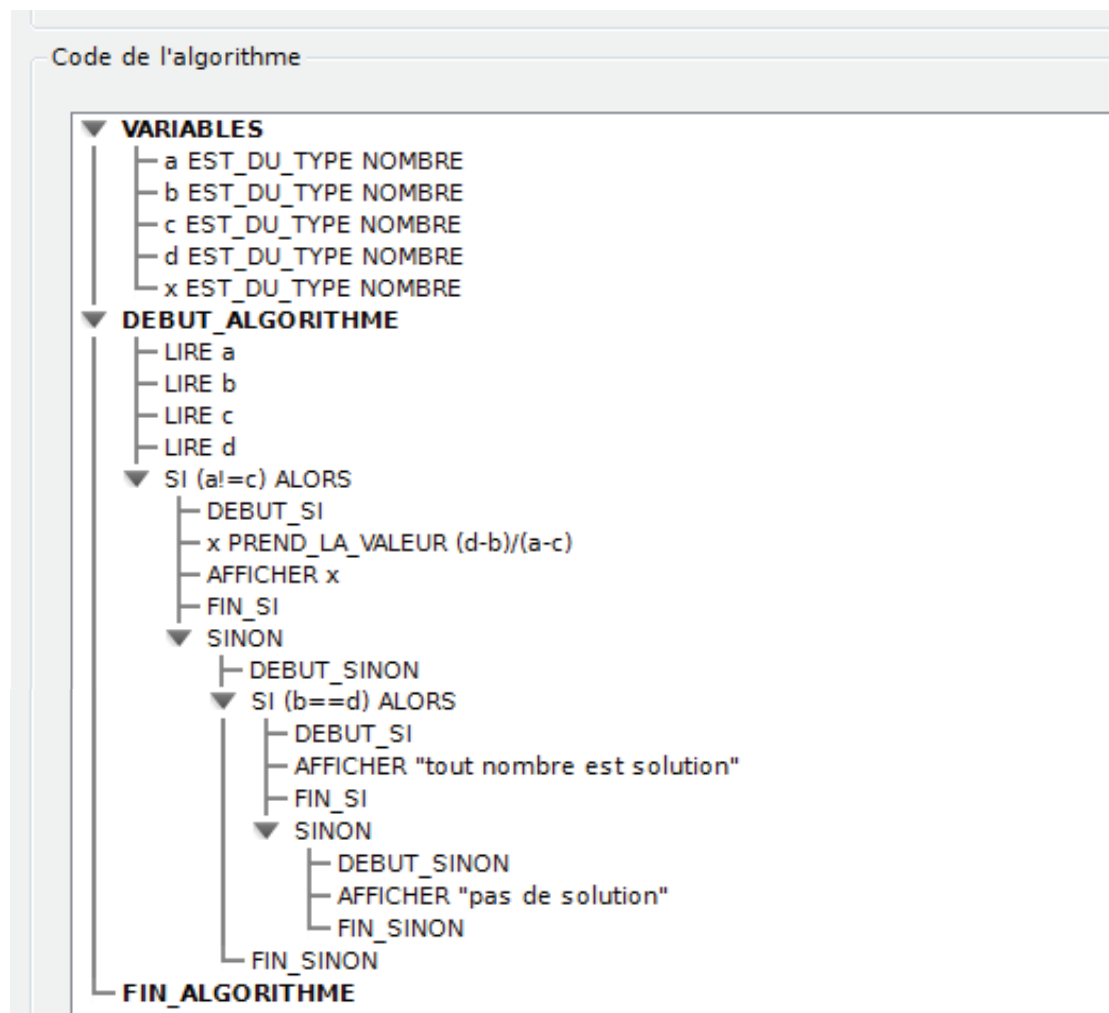 Code de l'algorithme
VARIABLES
a EST_DU_TYPE NOMBRE
b EST_DU_TYPE NOMBRE
c EST_DU_TYPE NOMBRE
d EST_DU_TYPE NOMBRE
x EST_DU_TYPE NOMBRE
DEBUT_ALGORITHME
LIRE a
LIRE b
LIRE c
LIRE d
SI (a!=c) ALORS
DEBUT_SI
x PREND_LA_VALEUR (d-b)/(a-c)
AFFICHER x
FIN_SI
SINON
DEBUT_SINON
SI (b==d) ALORS
DEBUT_SI
AFFICHER "tout nombre est solution"
FIN_SI
SINON
DEBUT_SINON
AFFICHER "pas de solution"
FIN_SINON
FIN_SINON
FIN_ALGORITHME